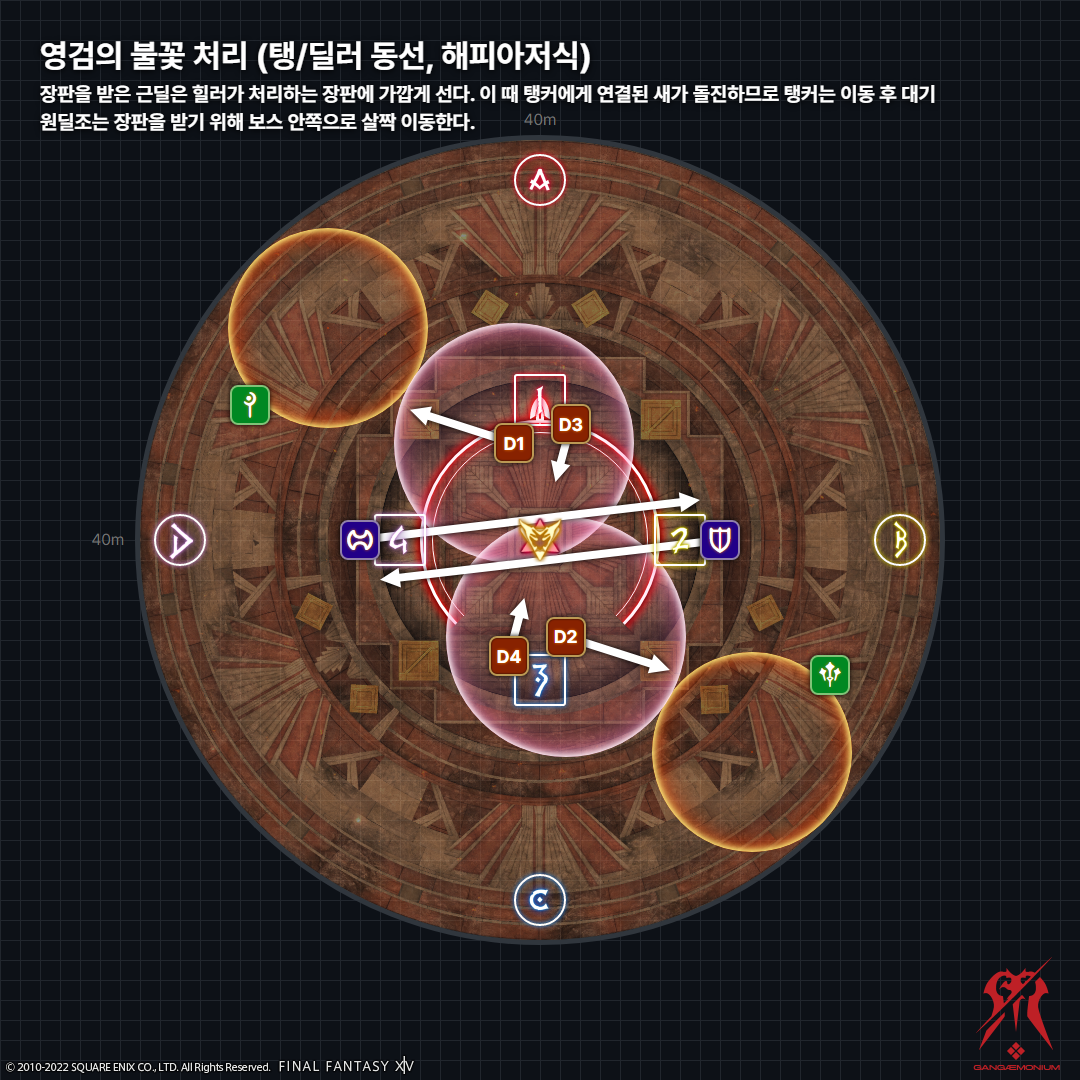 영검의 불꽃 처리 (탱/딜러 동선, 해피아저식)
장판을 받은 근딜은 힐러가 처리하는 장판에 가깝게 선다. 이 때 탱커에게 연결된 새가 돌진하므로 탱커는 이동 후 대기
원딜조는 장판을 받기 위해 보스 안쪽으로 살짝 이동한다.
40m
A
D3
D1
40m
D
4
2
B
D2
D4
3
C
GANGÆMONIUM
© 2010-2022 SQUARE ENIX CO., LTD. All Rights Reserved. FINAL FANTASY XIV